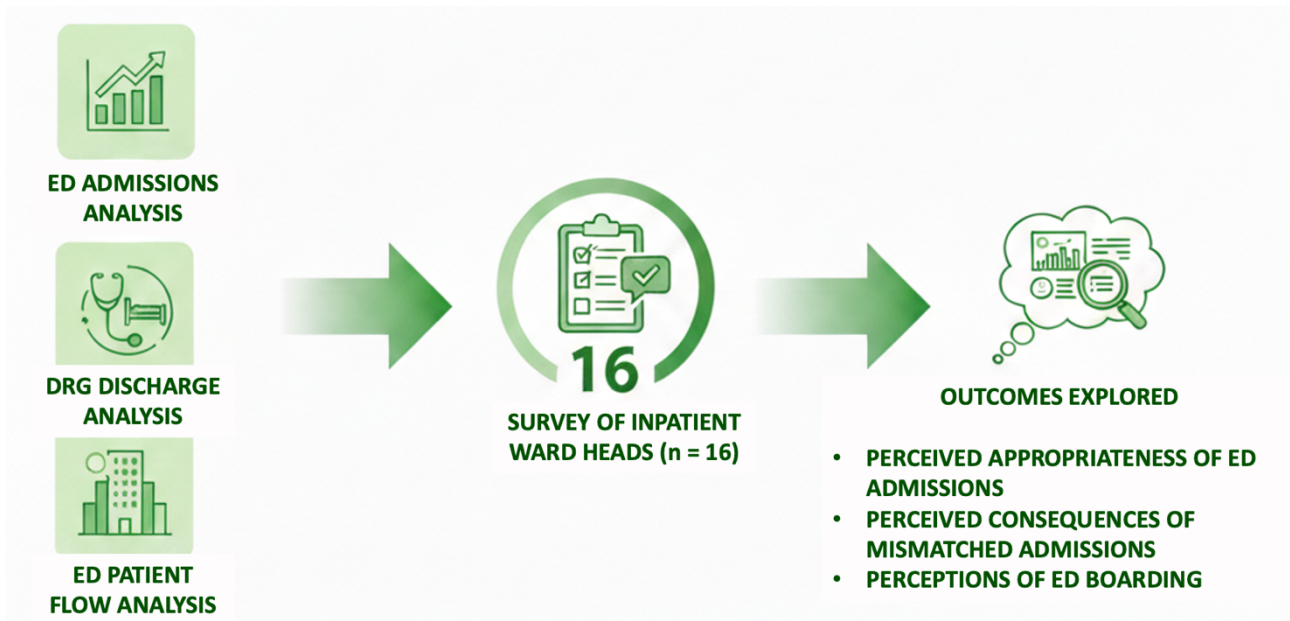 ED ADMISSIONS
ANALYSIS
DRG DISCHARGE
ANALYSIS
ED PATIENT
FLOW ANALYSIS
16
SURVEY OF INPATIENT
WARD HEADS (n = 16)
OUTCOMES EXPLORED
• PERCEIVED APPROPRIATENESS OF ED
ADMISSIONS
• PERCEIVED CONSEQUENCES OF
MISMATCHED ADMISSIONS
• PERCEPTIONS OF ED BOARDING